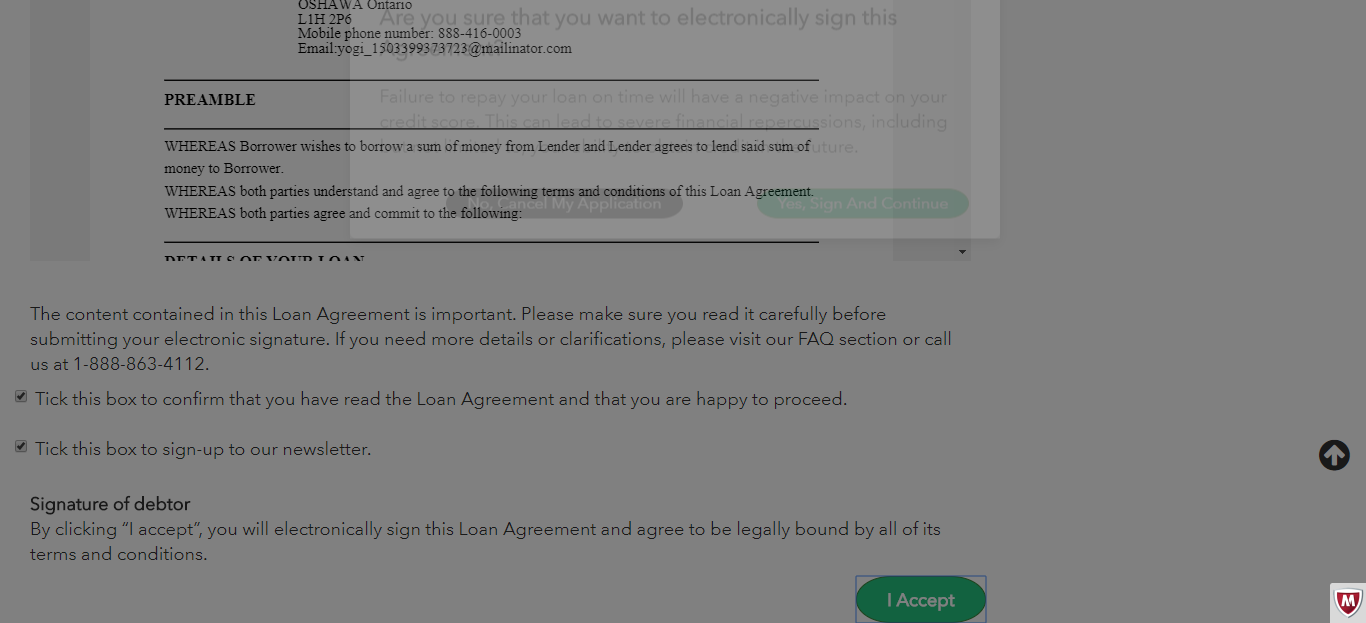 OSHAWA Ontario
L1H 2P6
Mobile phone number: 888-416-0003
Email:yogi_1503399373723@mailinator.com
Are you sure that you want to electronically sign this
Agreement?
PREAMBLE
Failure to repay your loan on time will have a negative impact on your
credit score. This can lead to severe financial repercussions, including
future.
WHEREAS Borrower wishes to borrow a sum of money from Lender and Lender agrees to lend said sum of
money to Borrower.
WHEREAS both parties understand and agree to the following terms and conditions of this Loan Agreement.
WHEREAS both parties agree and commit to the following:
No, Cancel My Application
Yes, Sign And Continue
DETAILS OF YOUR LOAN
The content contained in this Loan Agreement is important. Please make sure you read it carefully before
submitting your electronic signature. If you need more details or clarifications, please visit our FAQ section or call
us at 1-888-863-4112.
Tick this box to confirm that you have read the Loan Agreement and that you are happy to proceed.
Tick this box to sign-up to our newsletter.
Signature of debtor
By clicking “I accept”, you will electronically sign this Loan Agreement and agree to be legally bound by all of its
terms and conditions.
I Accept
M